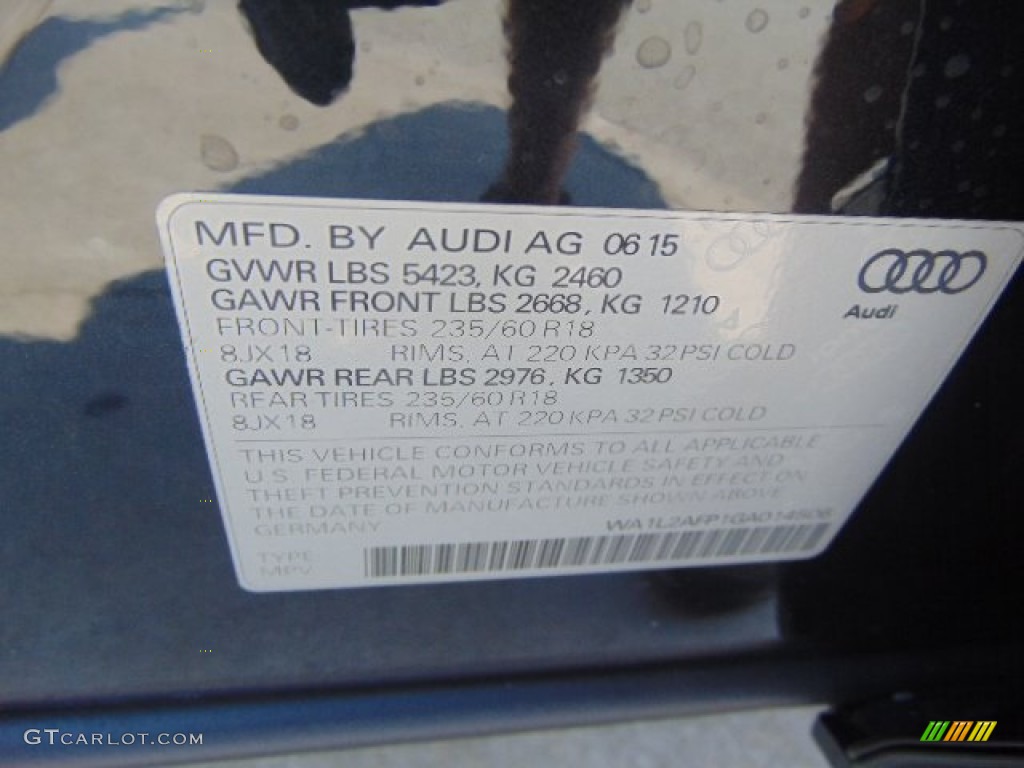 MFD. BY AUDI AG 06 15
GVWR LBS 5423, KG 2460
GAWR FRONT LBS 2668, KG 1210
FRONT-TIRES 235/60 R18
8JX18 RIMS, AT 220 KPA 32 PSI COLD
GAWR REAR LBS 2976, KG 1350
REAR TIRES 235/60 R18
8JX18 RIMS, AT 220 KPA 32 PSI COLD
Audi
THIS VEHICLE CONFORMS TO ALL APPLICABLE
U.S. FEDERAL MOTOR VEHICLE SAFETY AND
THEFT PREVENTION STANDARDS IN EFFECT ON
THE DATE OF MANUFACTURE SHOWN ABOVE
GERMANY WA1L2AFP1GA014506
TYPE
MPV
GTCARLOT.COM